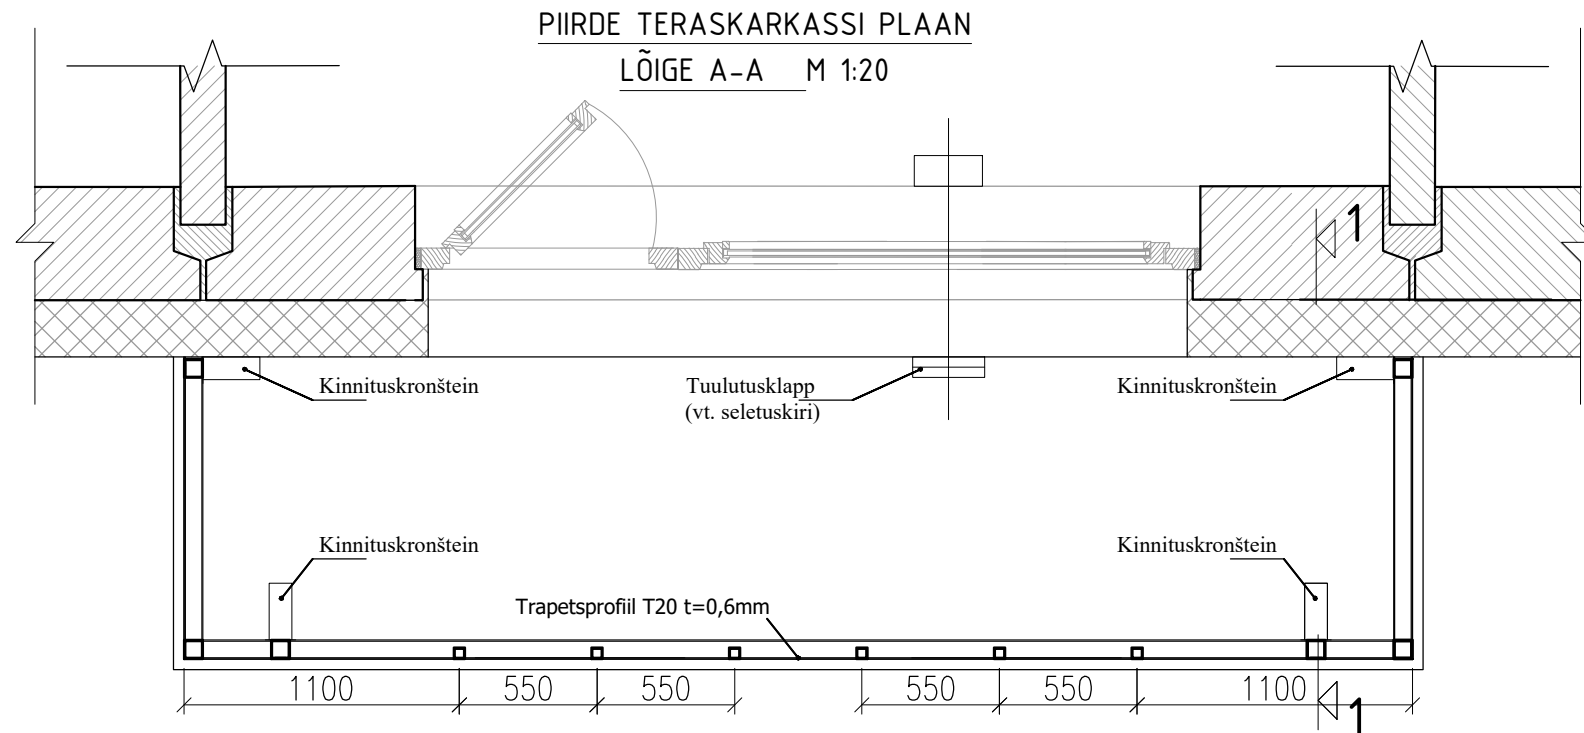 PIIRDE TERASKARKASSI PLAAN
LÕIGE A-A M 1:20
1
Kinnituskronštein
Tuulutusklapp
(vt. seletuskiri)
Kinnituskronštein
Kinnituskronštein
Kinnituskronštein
Trapetsprofiil T20 t=0,6mm
1100 550 550 550 550 1100
1